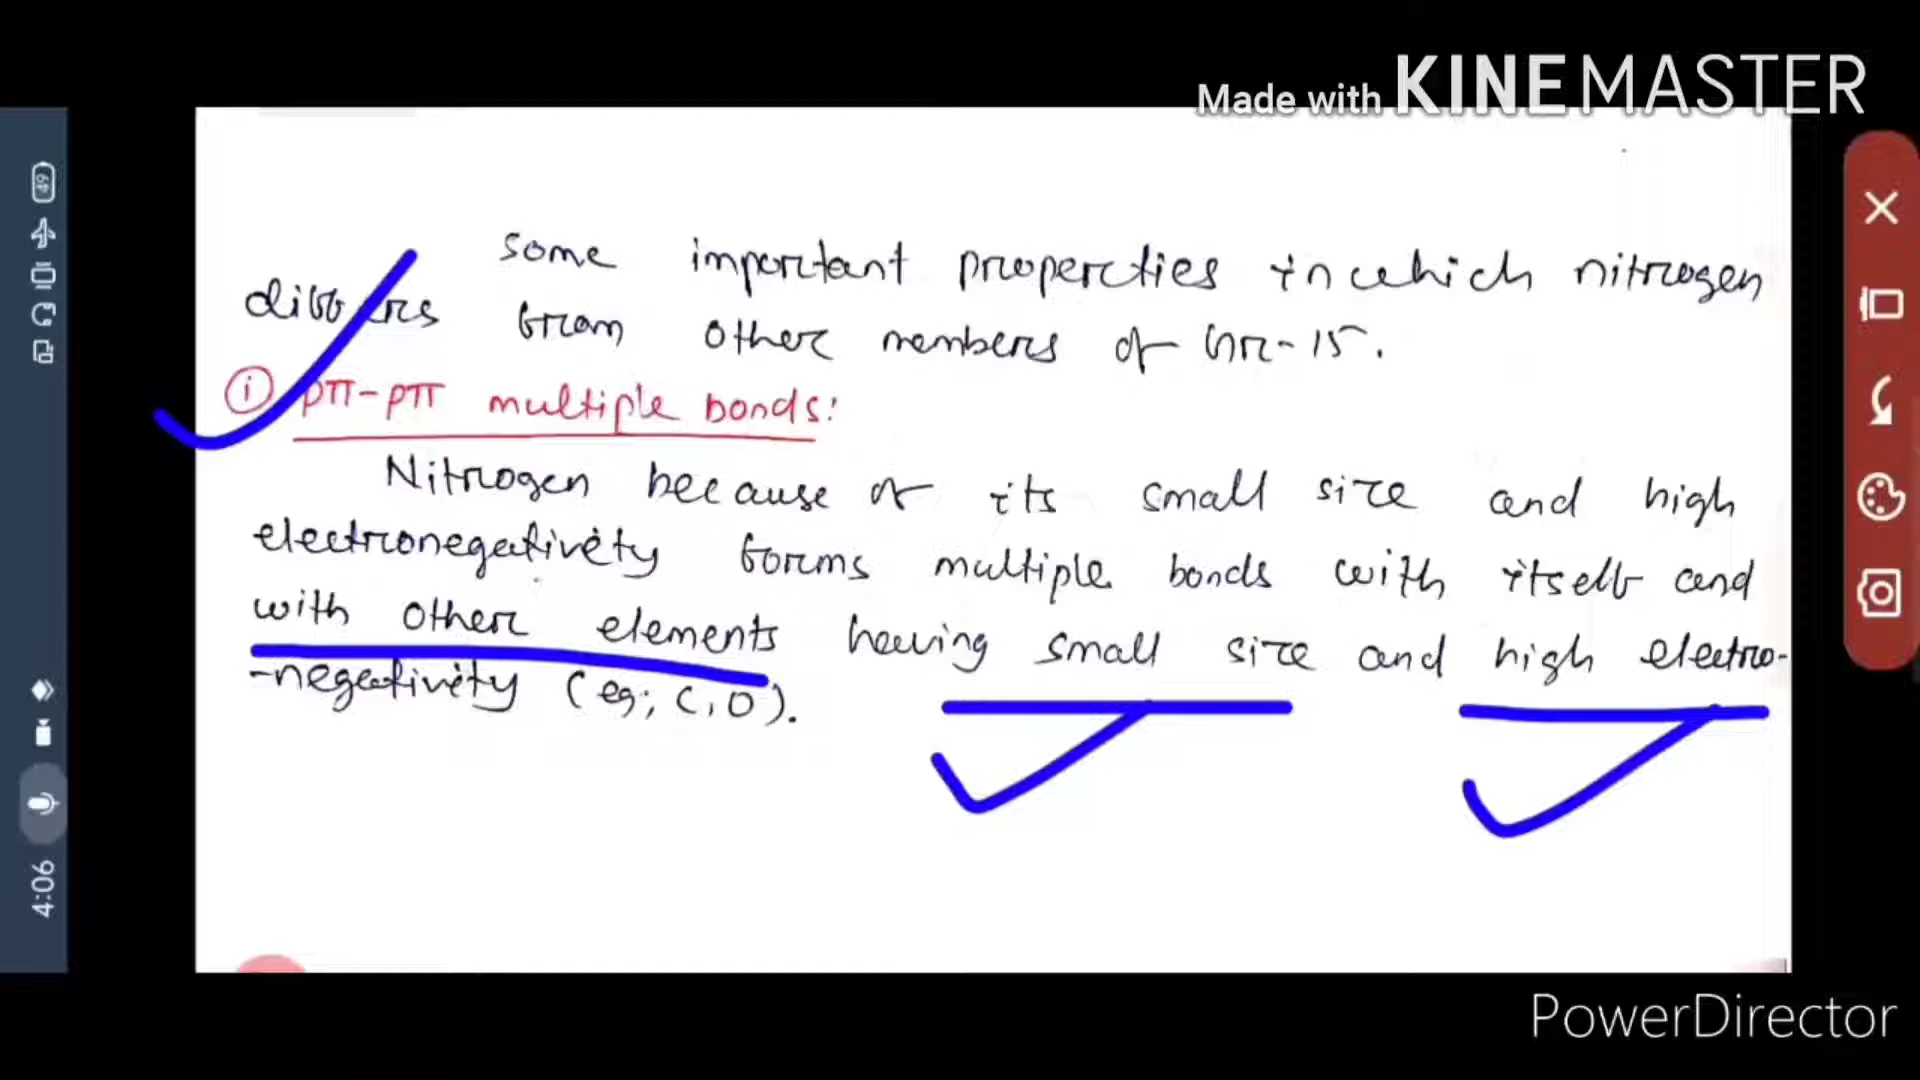 Made with KINEMASTER
some important properties in which nitrogen
differs from other members of Gr-15.
(i) pπ-pπ multiple bonds:
Nitrogen because of its small size and high
electronegativity forms multiple bonds with itself and
with other elements having small size and high electro-
-negativity (eg; C, O).
49
4:06
PowerDirector